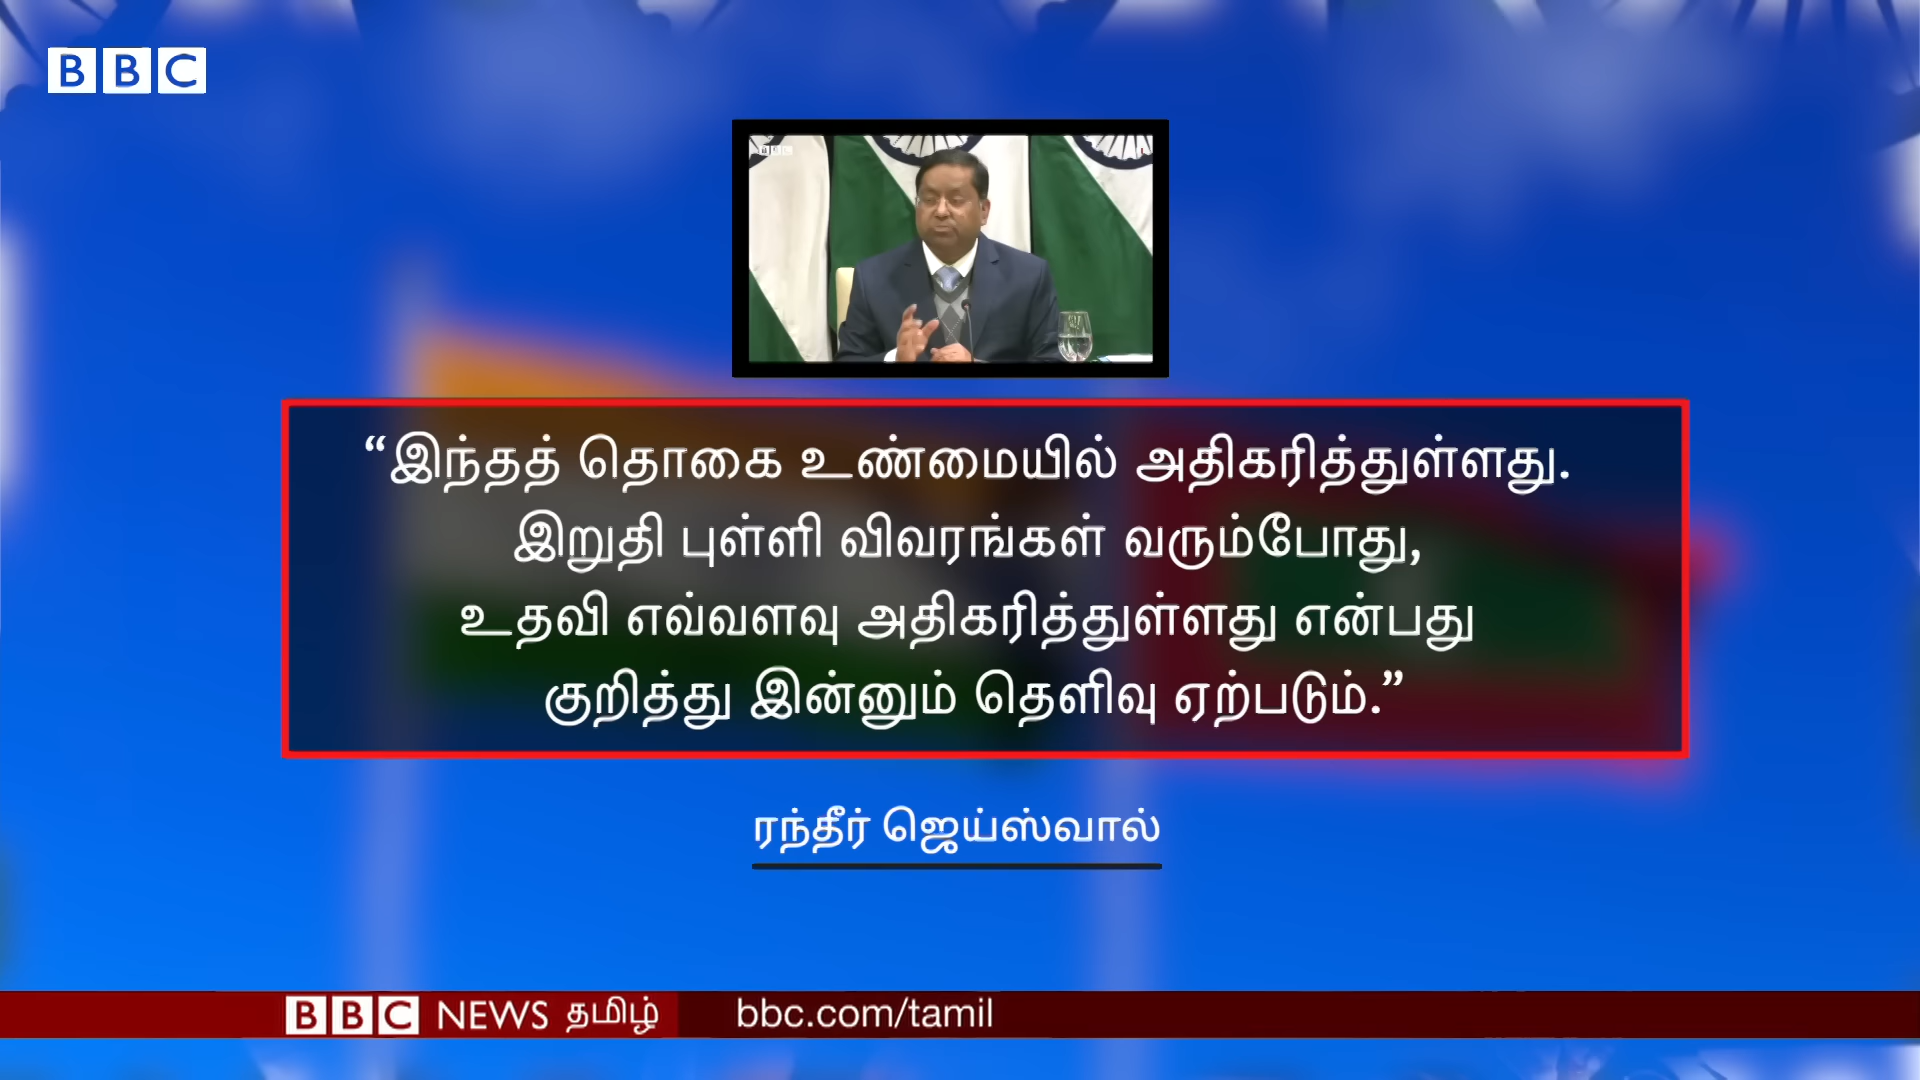 BBC
“இந்தத் தொகை உண்மையில் அதிகரித்துள்ளது.
இறுதி புள்ளி விவரங்கள் வரும்போது,
உதவி எவ்வளவு அதிகரித்துள்ளது என்பது
குறித்து இன்னும் தெளிவு ஏற்படும்.”
ரந்தீர் ஜெய்ஸ்வால்
BBC NEWS தமிழ் bbc.com/tamil